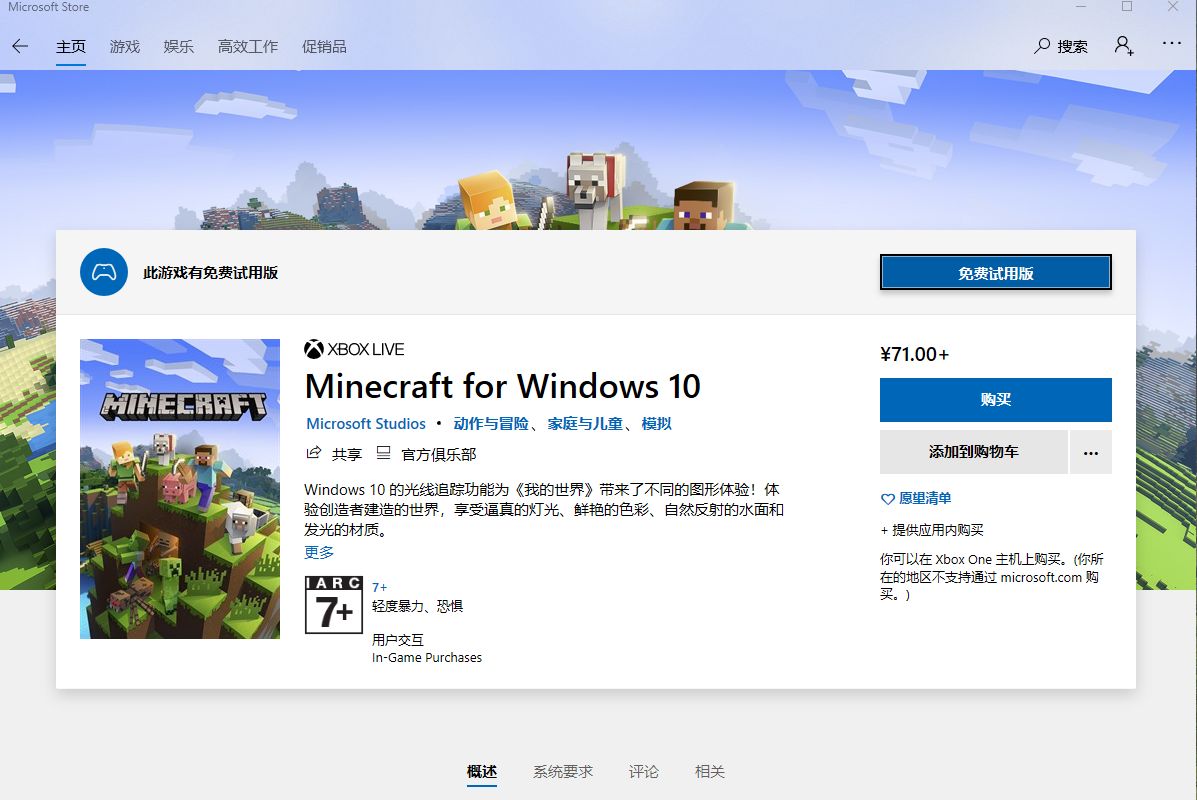 Microsoft Store
主页 游戏 娱乐 高效工作 促销品 搜索
此游戏有免费试用版
免费试用版
MINECRAFT
XBOX LIVE
Minecraft for Windows 10
Microsoft Studios • 动作与冒险、 家庭与儿童、 模拟
共享 官方俱乐部
Windows 10 的光线追踪功能为《我的世界》带来了不同的图形体验！体
验创造者建造的世界，享受逼真的灯光、鲜艳的色彩、自然反射的水面和
发光的材质。
更多
IARC
7+
7+
轻度暴力、恐惧
用户交互
In-Game Purchases
¥71.00+
购买
添加到购物车
愿望清单
+ 提供应用内购买
你可以在 Xbox One 主机上购买。(你所
在的地区不支持通过 microsoft.com 购
买。)
概述 系统要求 评论 相关